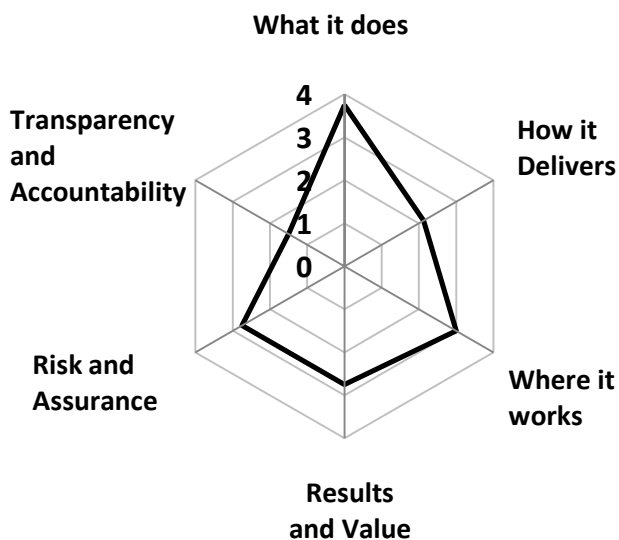 What it does
How it
Delivers
Where it
works
Results
and Value
Risk and
Assurance
Transparency
and
Accountability
4
3
2
1
0